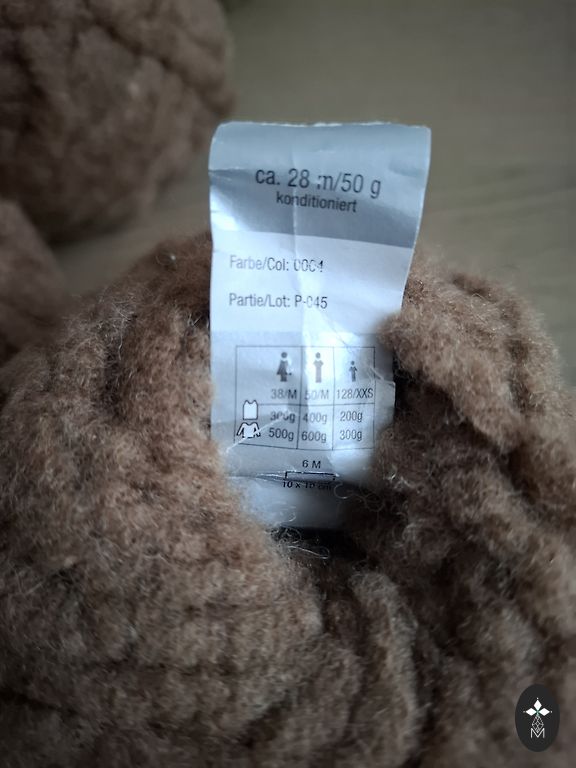 ca. 28 m/50 g
konditioniert
Farbe/Col: 0004
Partie/Lot: P-045
38/M 50/M 128/XXS
300g 400g 200g
500g 600g 300g
6 M
10 x 10 cm
M